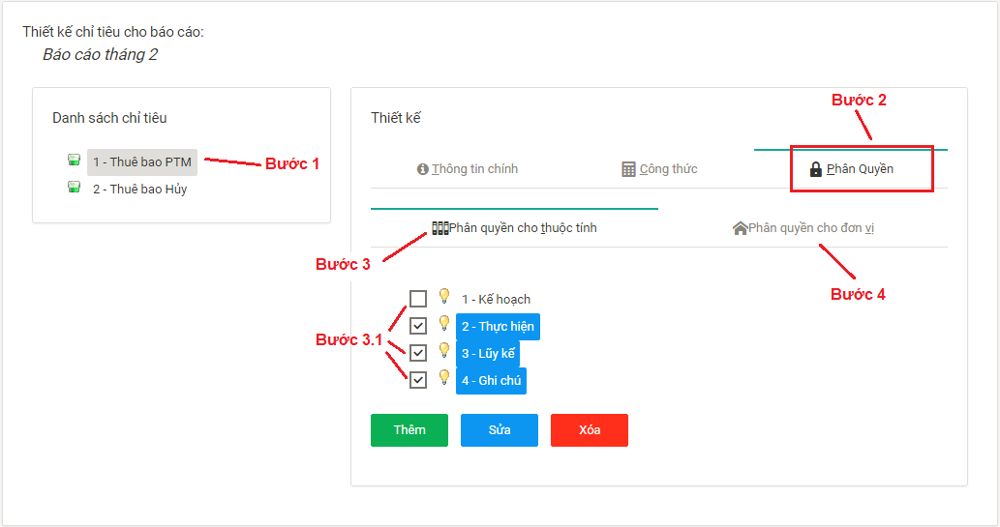 Thiết kế chỉ tiêu cho báo cáo:
Báo cáo tháng 2
Danh sách chỉ tiêu
1 - Thuê bao PTM
2 - Thuê bao Hủy
Bước 1
Thiết kế
Bước 2
Thông tin chính
Công thức
Phân Quyền
Phân quyền cho thuộc tính
Phân quyền cho đơn vị
Bước 3
Bước 4
1 - Kế hoạch
2 - Thực hiện
3 - Lũy kế
4 - Ghi chú
Bước 3.1
Thêm
Sửa
Xóa